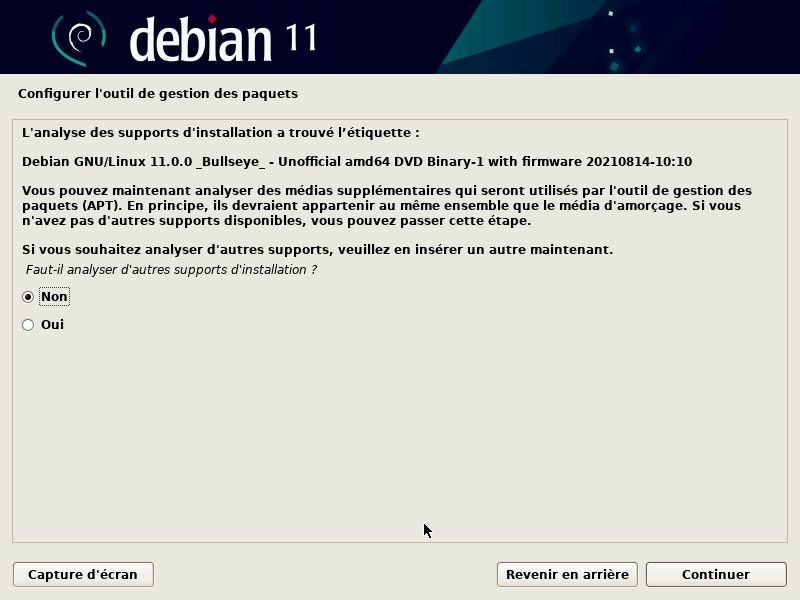 debian 11
Configurer l'outil de gestion des paquets
L'analyse des supports d'installation a trouvé l’étiquette :
Debian GNU/Linux 11.0.0 _Bullseye_ - Unofficial amd64 DVD Binary-1 with firmware 20210814-10:10
Vous pouvez maintenant analyser des médias supplémentaires qui seront utilisés par l'outil de gestion des
paquets (APT). En principe, ils devraient appartenir au même ensemble que le média d'amorçage. Si vous
n'avez pas d'autres supports disponibles, vous pouvez passer cette étape.
Si vous souhaitez analyser d'autres supports, veuillez en insérer un autre maintenant.
Faut-il analyser d'autres supports d'installation ?
Non
Oui
Capture d'écran Revenir en arrière Continuer